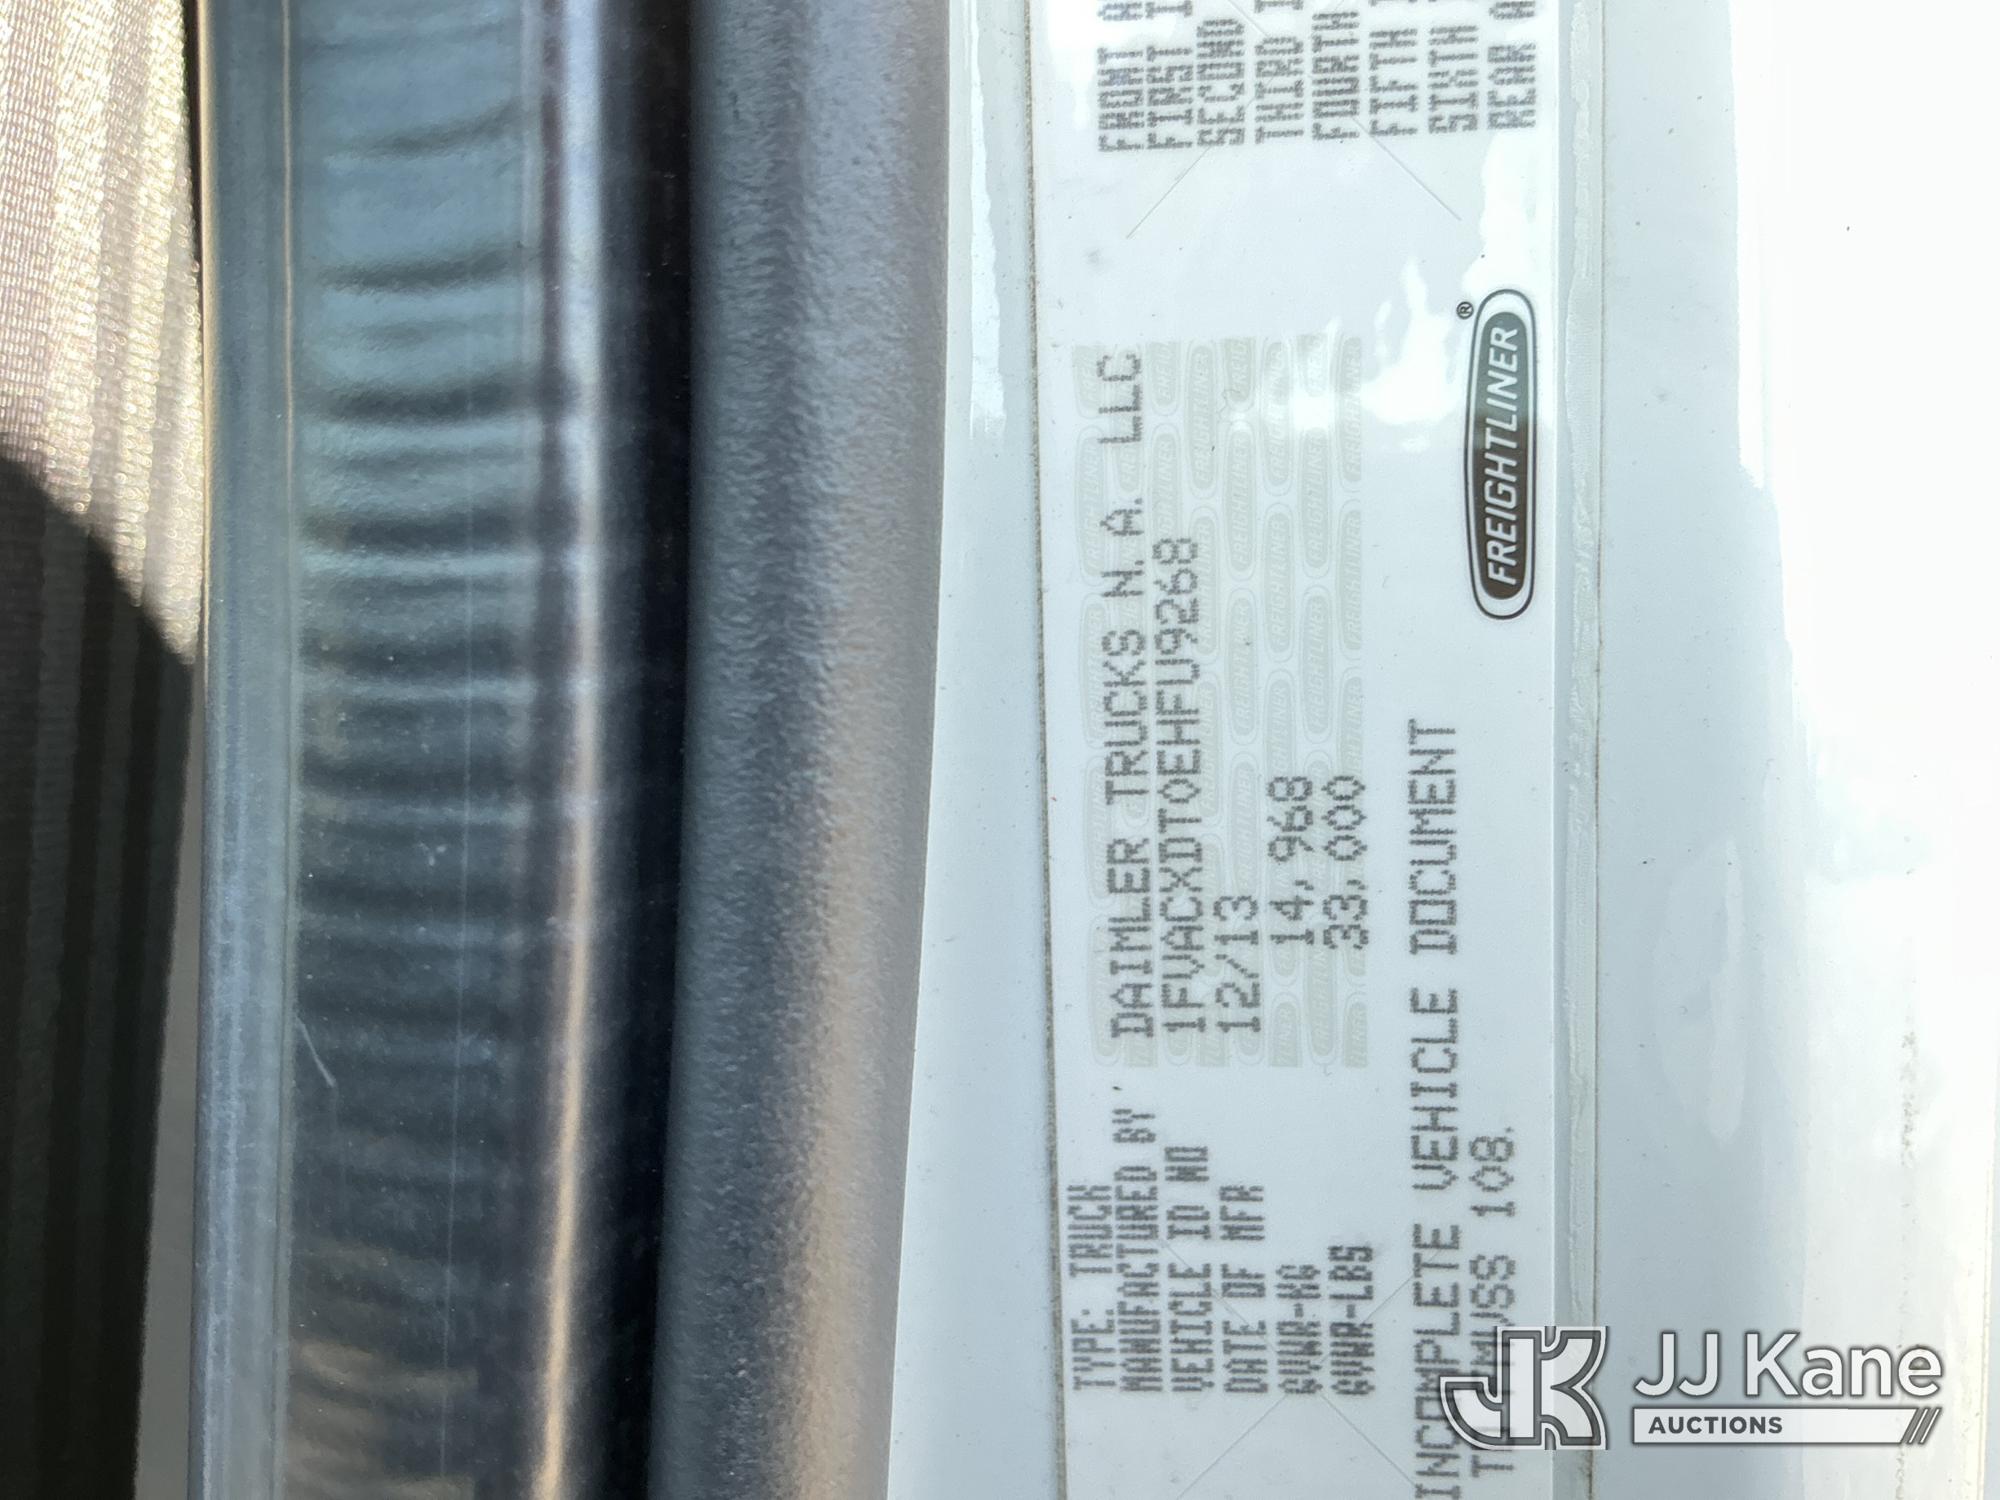 TYPE: TRUCK
MANUFACTURED BY DAIMLER TRUCKS N.A. LLC
VEHICLE ID NO 1FVACXDT0EHFU9268
DATE OF MFR 12/13
GVWR-KG 14,968
GVWR-LBS 33,000
INCOMPLETE VEHICLE DOCUMENT
108.
FREIGHTLINER®
FRONT
FIRST
SECOND
THIRD
FOURTH
FIFTH
SIXTH
REAR
JK JJ Kane
AUCTIONS